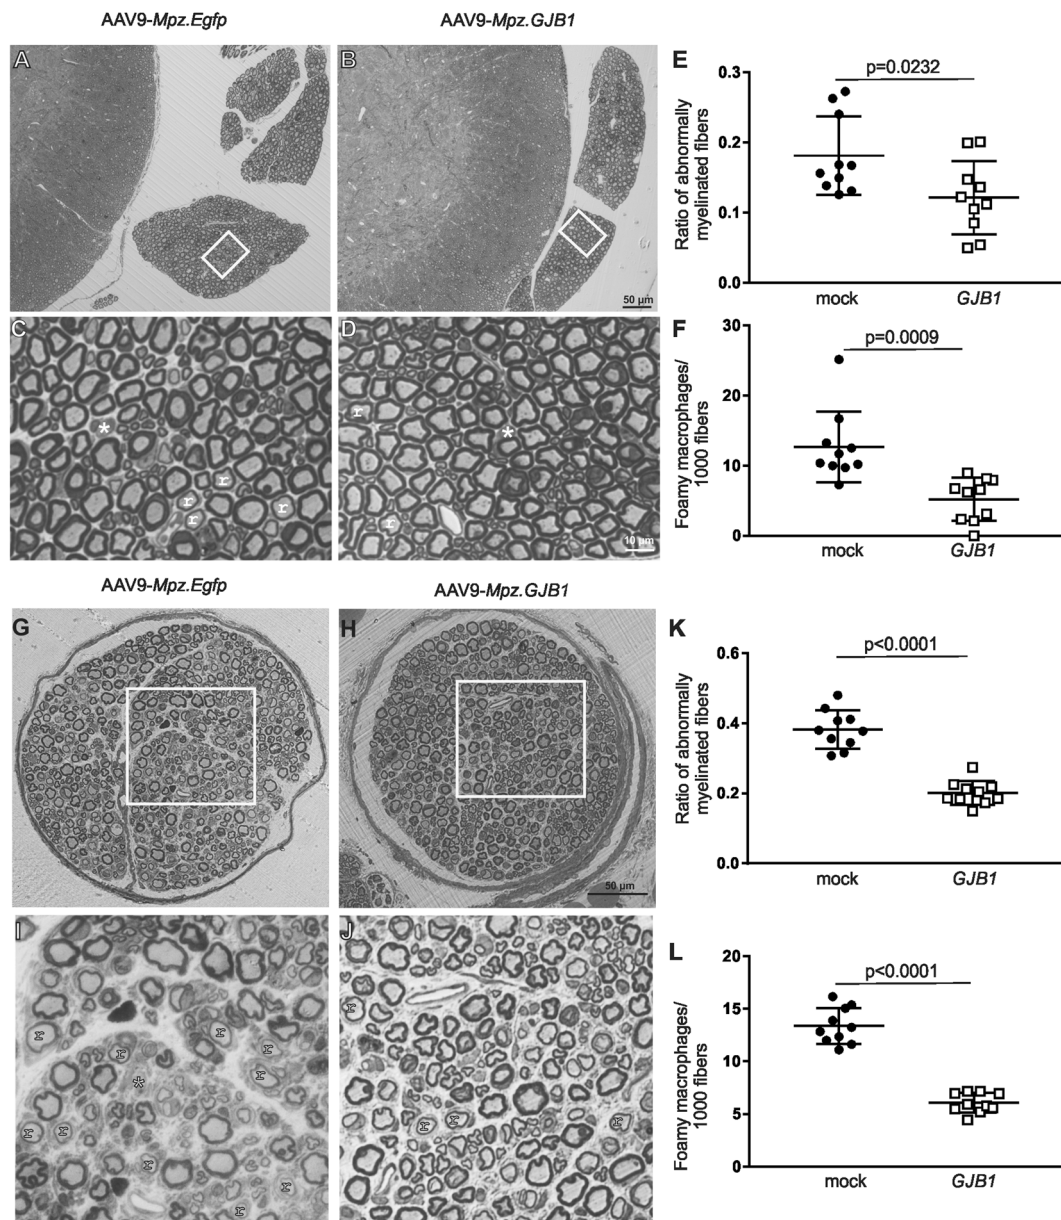 AAV9-Mpz.Egfp
AAV9-Mpz.GJB1
A
B
50 µm
C
*
r
r
r
r
D
r
*
r
10 µm
E
p=0.0232
Ratio of abnormally
myelinated fibers
0.3
0.2
0.1
0.0
mock
GJB1
F
p=0.0009
Foamy macrophages/
1000 fibers
30
20
10
0
mock
GJB1
AAV9-Mpz.Egfp
AAV9-Mpz.GJB1
G
H
50 µm
I
r
r
r
r
r
*
r
r
r
r
r
J
r
r
r
r
K
p<0.0001
Ratio of abnormally
myelinated fibers
0.6
0.4
0.2
0.0
mock
GJB1
L
p<0.0001
Foamy macrophages/
1000 fibers
20
15
10
5
0
mock
GJB1